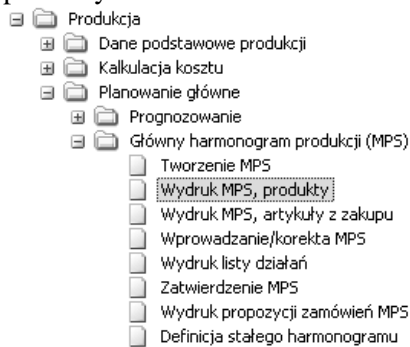 Produkcja
Dane podstawowe produkcji
Kalkulacja kosztu
Planowanie główne
Prognozowanie
Główny harmonogram produkcji (MPS)
Tworzenie MPS
Wydruk MPS, produkty
Wydruk MPS, artykuły z zakupu
Wprowadzanie/korekta MPS
Wydruk listy działań
Zatwierdzenie MPS
Wydruk propozycji zamówień MPS
Definicja stałego harmonogramu